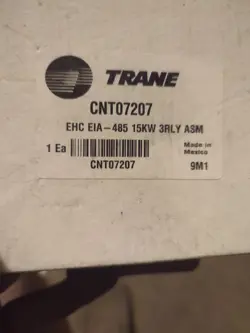 TRANE
CNT07207
EHC EIA-485 15KW 3RLY ASM
1 Ea
Made in
Mexico
CNT07207
9M1